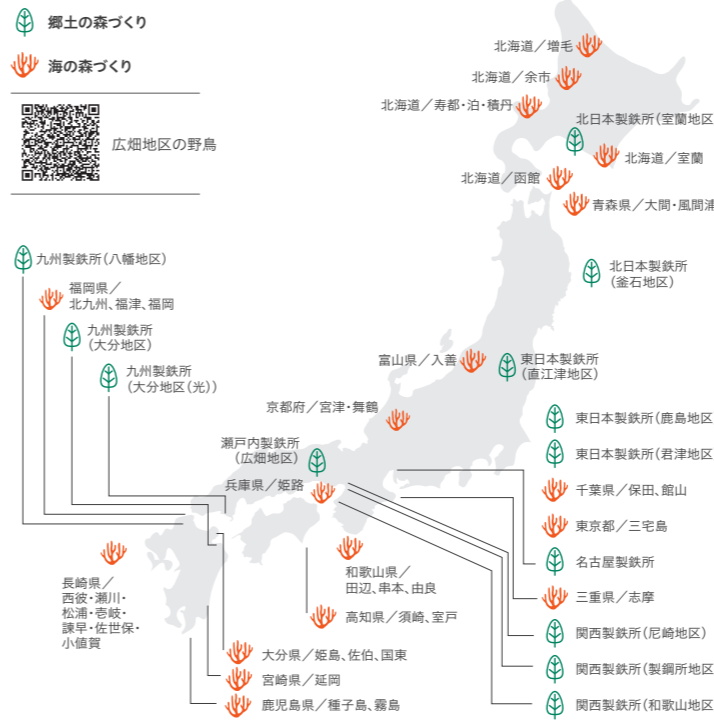 郷土の森づくり
海の森づくり
広畑地区の野鳥
北海道／増毛
北海道／余市
北海道／寿都・泊・積丹
北日本製鉄所（室蘭地区
北海道／室蘭
北海道／函館
青森県／大間・風間浦
北日本製鉄所
（釜石地区）
九州製鉄所（八幡地区）
福岡県／
北九州、福津、福岡
九州製鉄所
（大分地区）
九州製鉄所
（大分地区（光））
富山県／入善
東日本製鉄所
（直江津地区）
京都府／宮津・舞鶴
瀬戸内製鉄所
（広畑地区）
兵庫県／姫路
東日本製鉄所（鹿島地区
東日本製鉄所（君津地区
千葉県／保田、館山
東京都／三宅島
名古屋製鉄所
三重県／志摩
関西製鉄所（尼崎地区）
関西製鉄所（製鋼所地区
関西製鉄所（和歌山地区
長崎県／
西彼・瀬川・
松浦・壱岐・
諫早・佐世保・
小値賀
和歌山県／
田辺、串本、由良
高知県／須崎、室戸
大分県／姫島、佐伯、国東
宮崎県／延岡
鹿児島県／種子島、霧島